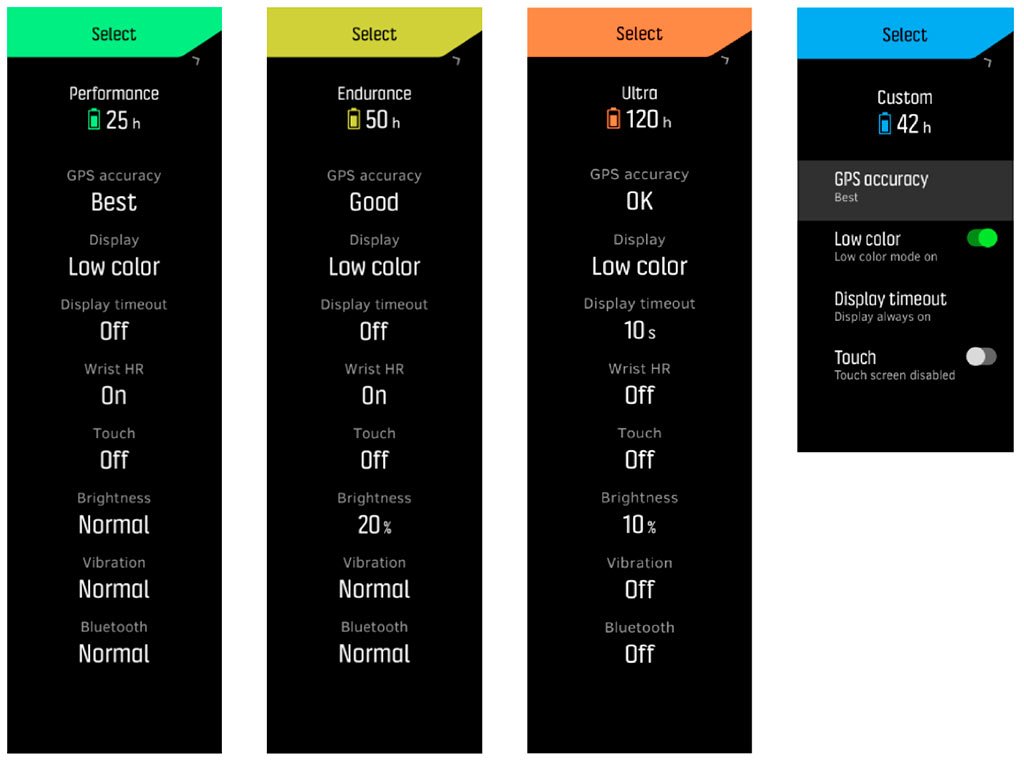 Select
Performance
25 h
GPS accuracy
Best
Display
Low color
Display timeout
Off
Wrist HR
On
Touch
Off
Brightness
Normal
Vibration
Normal
Bluetooth
Normal
Select
Endurance
50 h
GPS accuracy
Good
Display
Low color
Display timeout
Off
Wrist HR
On
Touch
Off
Brightness
20 %
Vibration
Normal
Bluetooth
Normal
Select
Ultra
120 h
GPS accuracy
OK
Display
Low color
Display timeout
10 s
Wrist HR
Off
Touch
Off
Brightness
10 %
Vibration
Off
Bluetooth
Off
Select
Custom
42 h
GPS accuracy
Best
Low color
Low color mode on
Display timeout
Display always on
Touch
Touch screen disabled